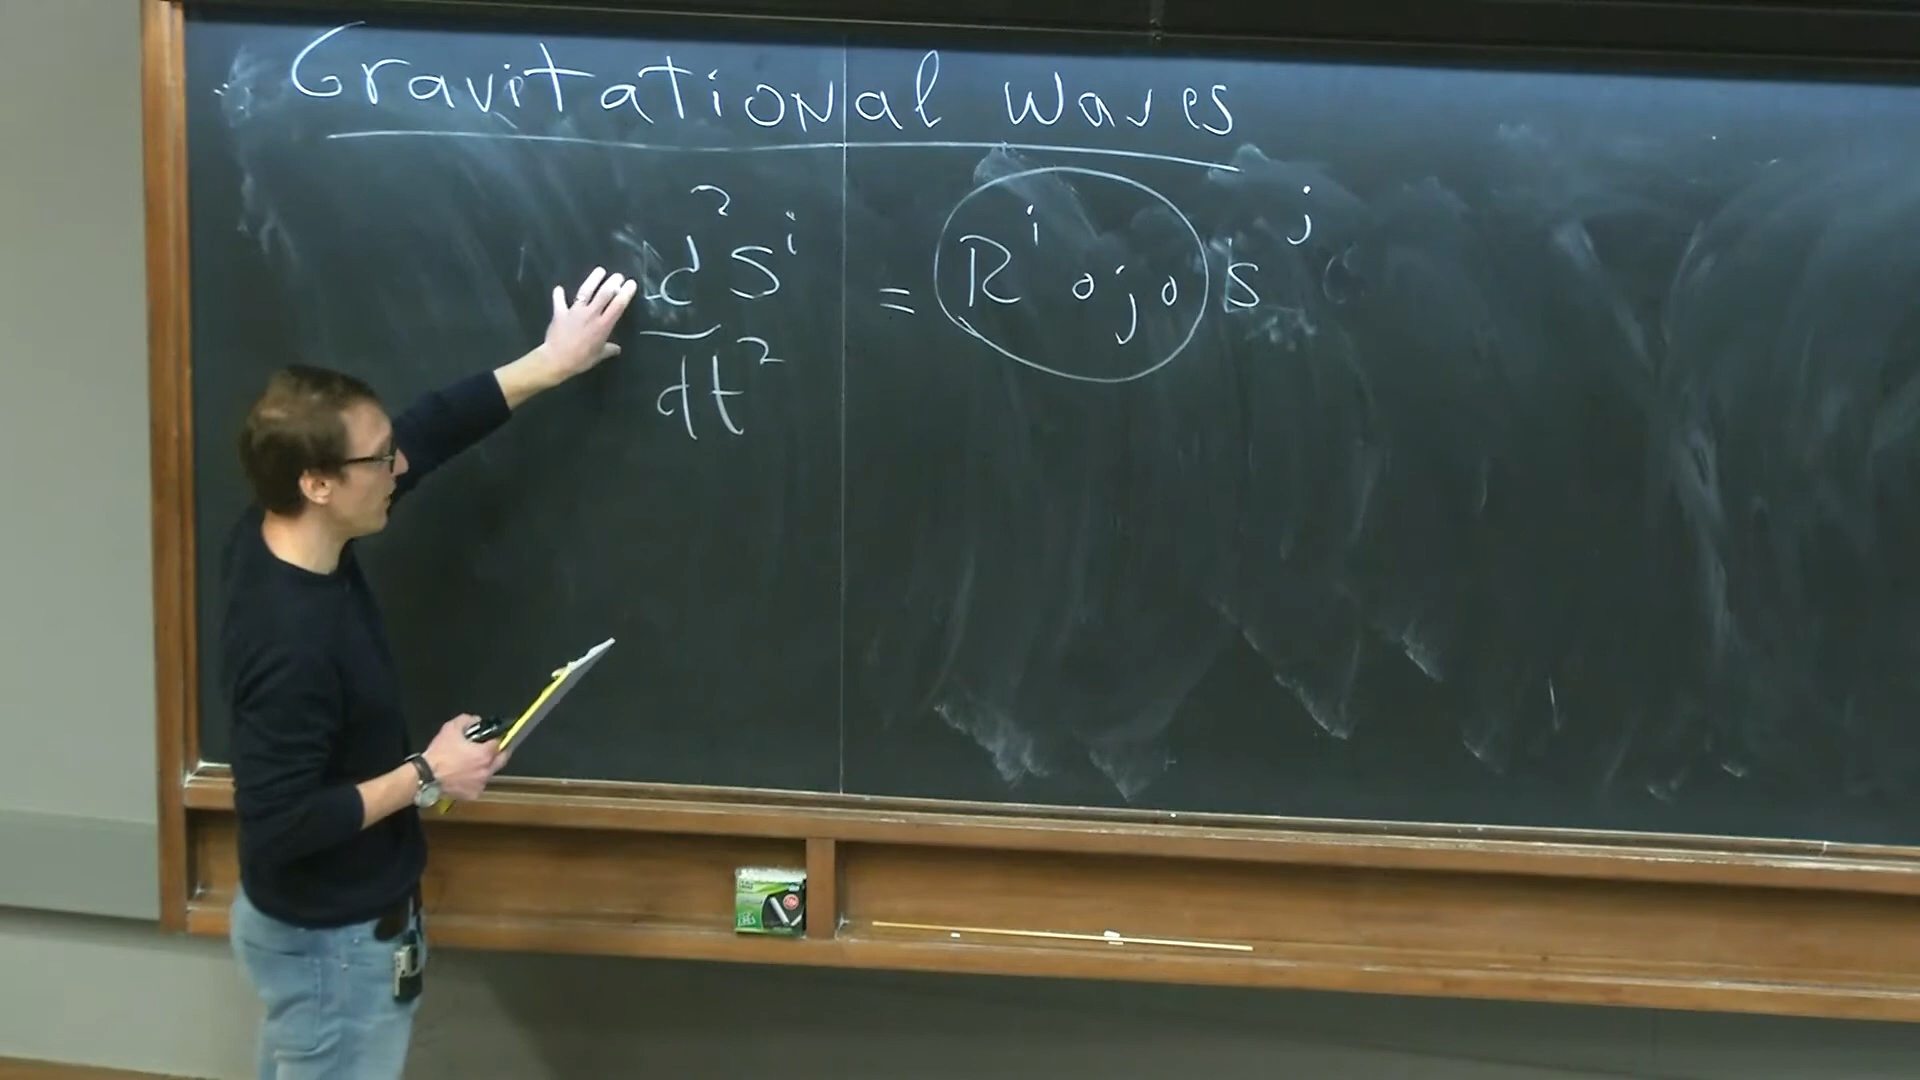 Gravitational Waves
d²Sⁱ/dt² = Rⁱ₀ⱼ₀ sʲ